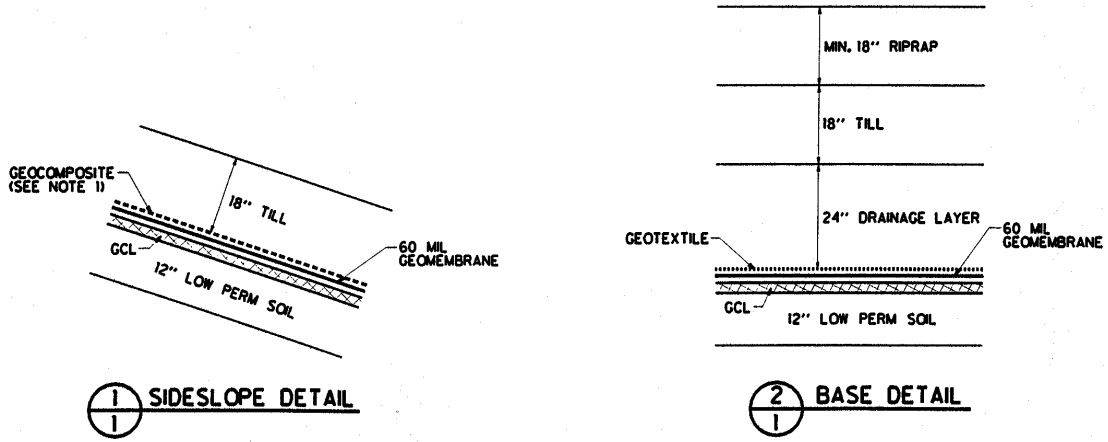 GEOCOMPOSITE
(SEE NOTE 1)
18" TILL
GCL
60 MIL
GEOMEMBRANE
12" LOW PERM SOIL
1
1
SIDESLOPE DETAIL
MIN. 18" RIPRAP
18" TILL
24" DRAINAGE LAYER
GEOTEXTILE
60 MIL
GEOMEMBRANE
GCL
12" LOW PERM SOIL
2
1
BASE DETAIL